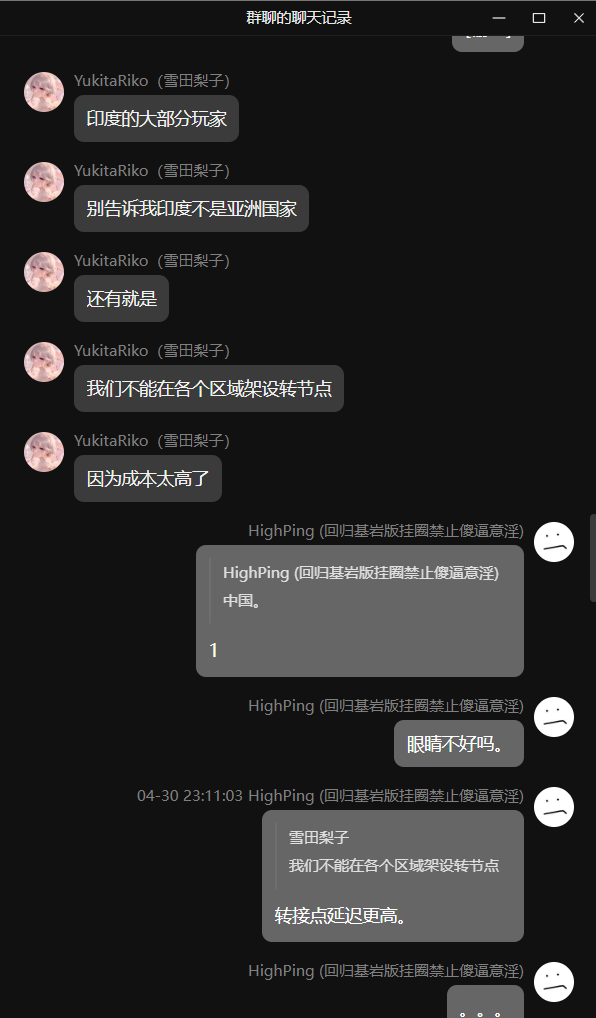 群聊的聊天记录
YukitaRiko（雪田梨子）
印度的大部分玩家
YukitaRiko（雪田梨子）
别告诉我印度不是亚洲国家
YukitaRiko（雪田梨子）
还有就是
YukitaRiko（雪田梨子）
我们不能在各个区域架设转节点
YukitaRiko（雪田梨子）
因为成本太高了
HighPing (回归基岩版挂圈禁止傻逼意淫)
HighPing (回归基岩版挂圈禁止傻逼意淫)
中国。
1
HighPing (回归基岩版挂圈禁止傻逼意淫)
眼睛不好吗。
04-30 23:11:03 HighPing (回归基岩版挂圈禁止傻逼意淫)
雪田梨子
我们不能在各个区域架设转节点
转接点延迟更高。
HighPing (回归基岩版挂圈禁止傻逼意淫)
。。。